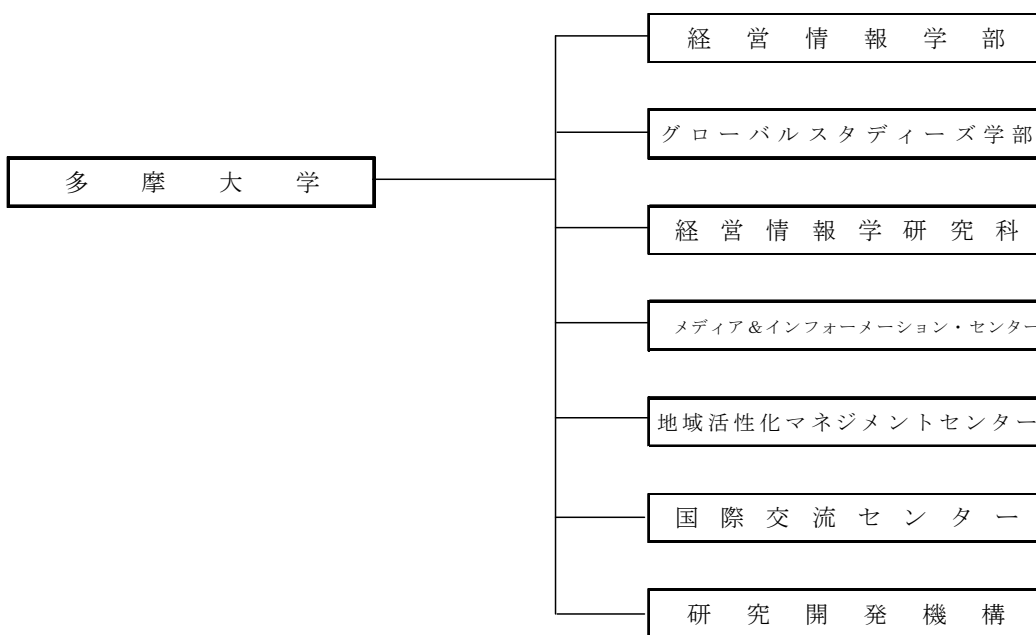 多摩大学
経営情報学部
グローバルスタディーズ学部
経営情報学研究科
メディア&インフォーメーション・センター
地域活性化マネジメントセンター
国際交流センター
研究開発機構